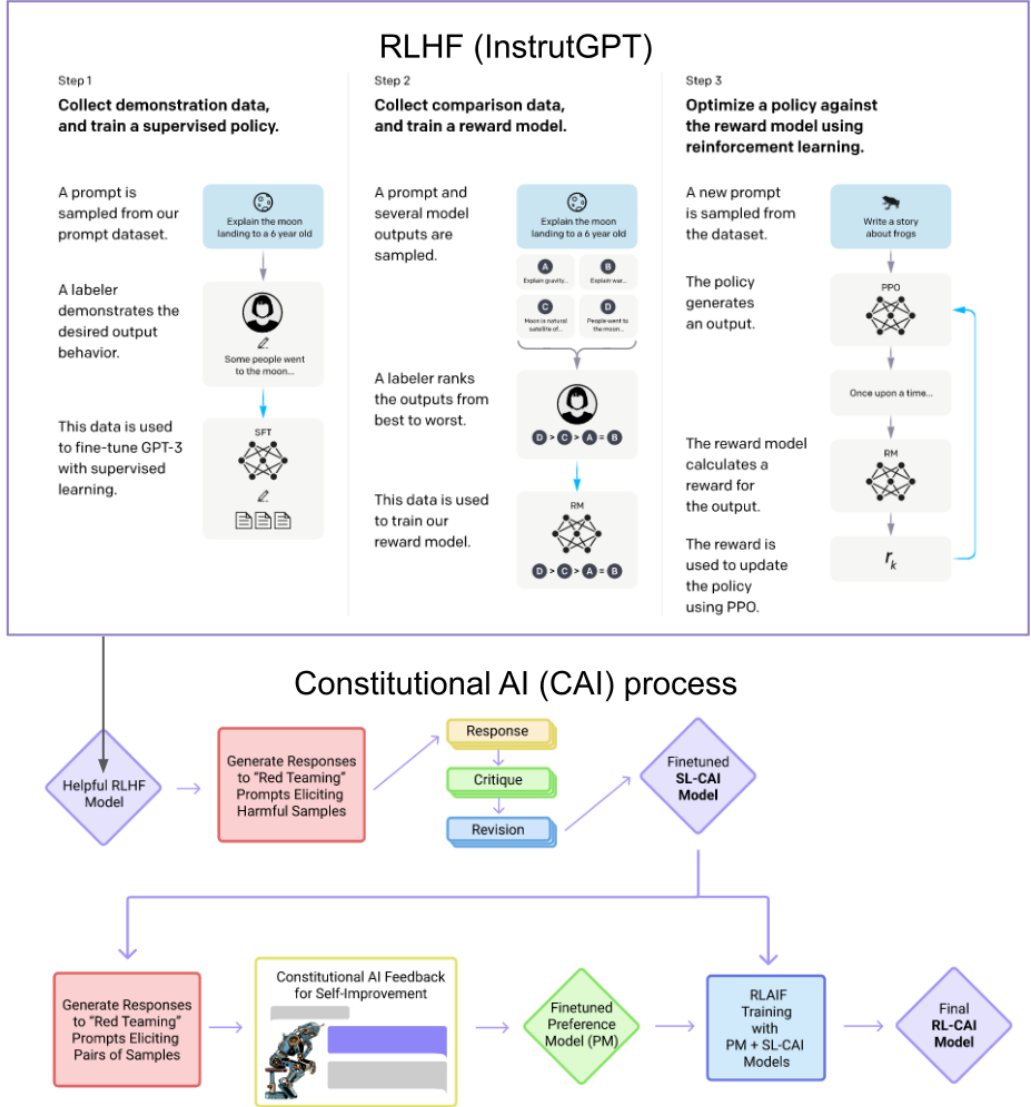 RLHF (InstrutGPT)
Step 1
Collect demonstration data,
and train a supervised policy.
A prompt is
sampled from our
prompt dataset.
Explain the moon
landing to a 6 year old
A labeler
demonstrates the
desired output
behavior.
Some people went
to the moon...
This data is used
to fine-tune GPT-3
with supervised
learning.
SFT
Step 2
Collect comparison data,
and train a reward model.
A prompt and
several model
outputs are
sampled.
Explain the moon
landing to a 6 year old
A
Explain gravity...
B
Explain war...
C
Moon is natural
satellite of...
D
People went to
the moon...
A labeler ranks
the outputs from
best to worst.
D > C > A = B
This data is used
to train our
reward model.
RM
D > C > A = B
Step 3
Optimize a policy against
the reward model using
reinforcement learning.
A new prompt
is sampled from
the dataset.
Write a story
about frogs
The policy
generates
an output.
PPO
Once upon a time...
The reward model
calculates a
reward for
the output.
RM
The reward is
used to update
the policy
using PPO.
rk
Constitutional AI (CAI) process
Helpful RLHF
Model
Generate Responses
to “Red Teaming”
Prompts Eliciting
Harmful Samples
Response
Critique
Revision
Finetuned
SL-CAI
Model
Generate Responses
to “Red Teaming”
Prompts Eliciting
Pairs of Samples
Constitutional AI Feedback
for Self-Improvement
Finetuned
Preference
Model (PM)
RLAIF
Training
with
PM + SL-CAI
Models
Final
RL-CAI
Model